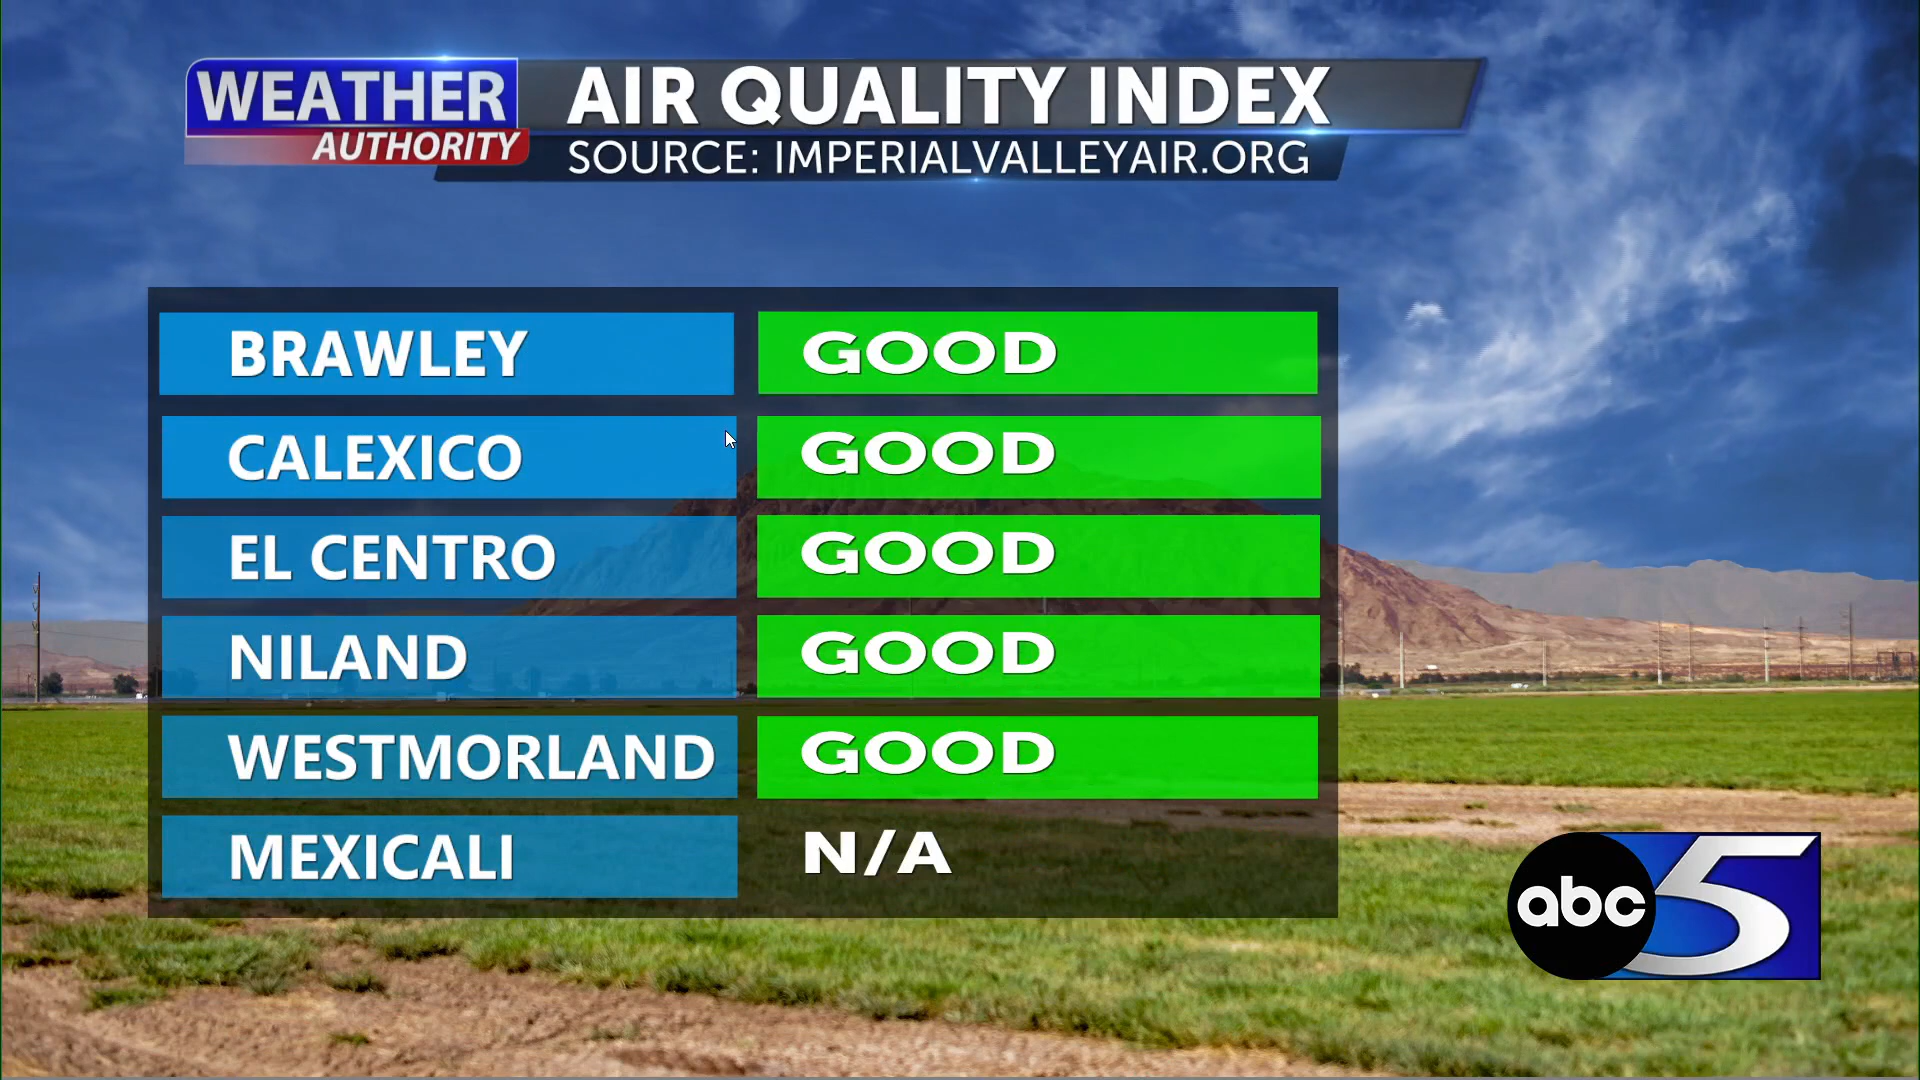 WEATHER
AUTHORITY
AIR QUALITY INDEX
SOURCE: IMPERIALVALLEYAIR.ORG
BRAWLEY GOOD
CALEXICO GOOD
EL CENTRO GOOD
NILAND GOOD
WESTMORLAND GOOD
MEXICALI N/A
abc 5